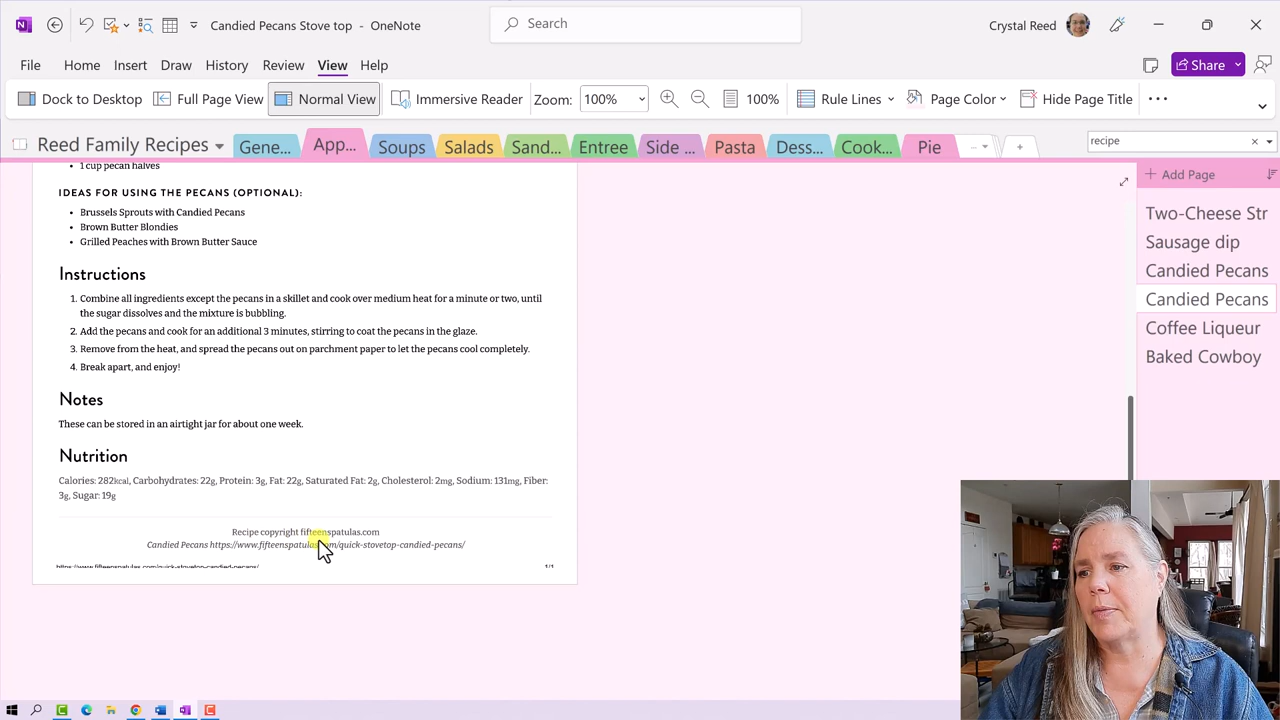 Candied Pecans Stove top - OneNote
Search
Crystal Reed
File Home Insert Draw History Review View Help
Share
Dock to Desktop Full Page View Normal View Immersive Reader Zoom: 100% 100% Rule Lines Page Color Hide Page Title
Reed Family Recipes Gene... App... Soups Salads Sand... Entree Side ... Pasta Dess... Cook... Pie ... recipe
Add Page
Two-Cheese Str
Sausage dip
Candied Pecans
Candied Pecans
Coffee Liqueur
Baked Cowboy
• 1 cup pecan halves
IDEAS FOR USING THE PECANS (OPTIONAL):
• Brussels Sprouts with Candied Pecans
• Brown Butter Blondies
• Grilled Peaches with Brown Butter Sauce
Instructions
1. Combine all ingredients except the pecans in a skillet and cook over medium heat for a minute or two, until
the sugar dissolves and the mixture is bubbling.
2. Add the pecans and cook for an additional 3 minutes, stirring to coat the pecans in the glaze.
3. Remove from the heat, and spread the pecans out on parchment paper to let the pecans cool completely.
4. Break apart, and enjoy!
Notes
These can be stored in an airtight jar for about one week.
Nutrition
Calories: 282kcal, Carbohydrates: 22g, Protein: 3g, Fat: 22g, Saturated Fat: 2g, Cholesterol: 2mg, Sodium: 131mg, Fiber:
3g, Sugar: 19g
Recipe copyright fifteenspatulas.com
Candied Pecans https://www.fifteenspatulas.com/quick-stovetop-candied-pecans/
https://www.fifteenspatulas.com/quick-stovetop-candied-pecans/ 1/1